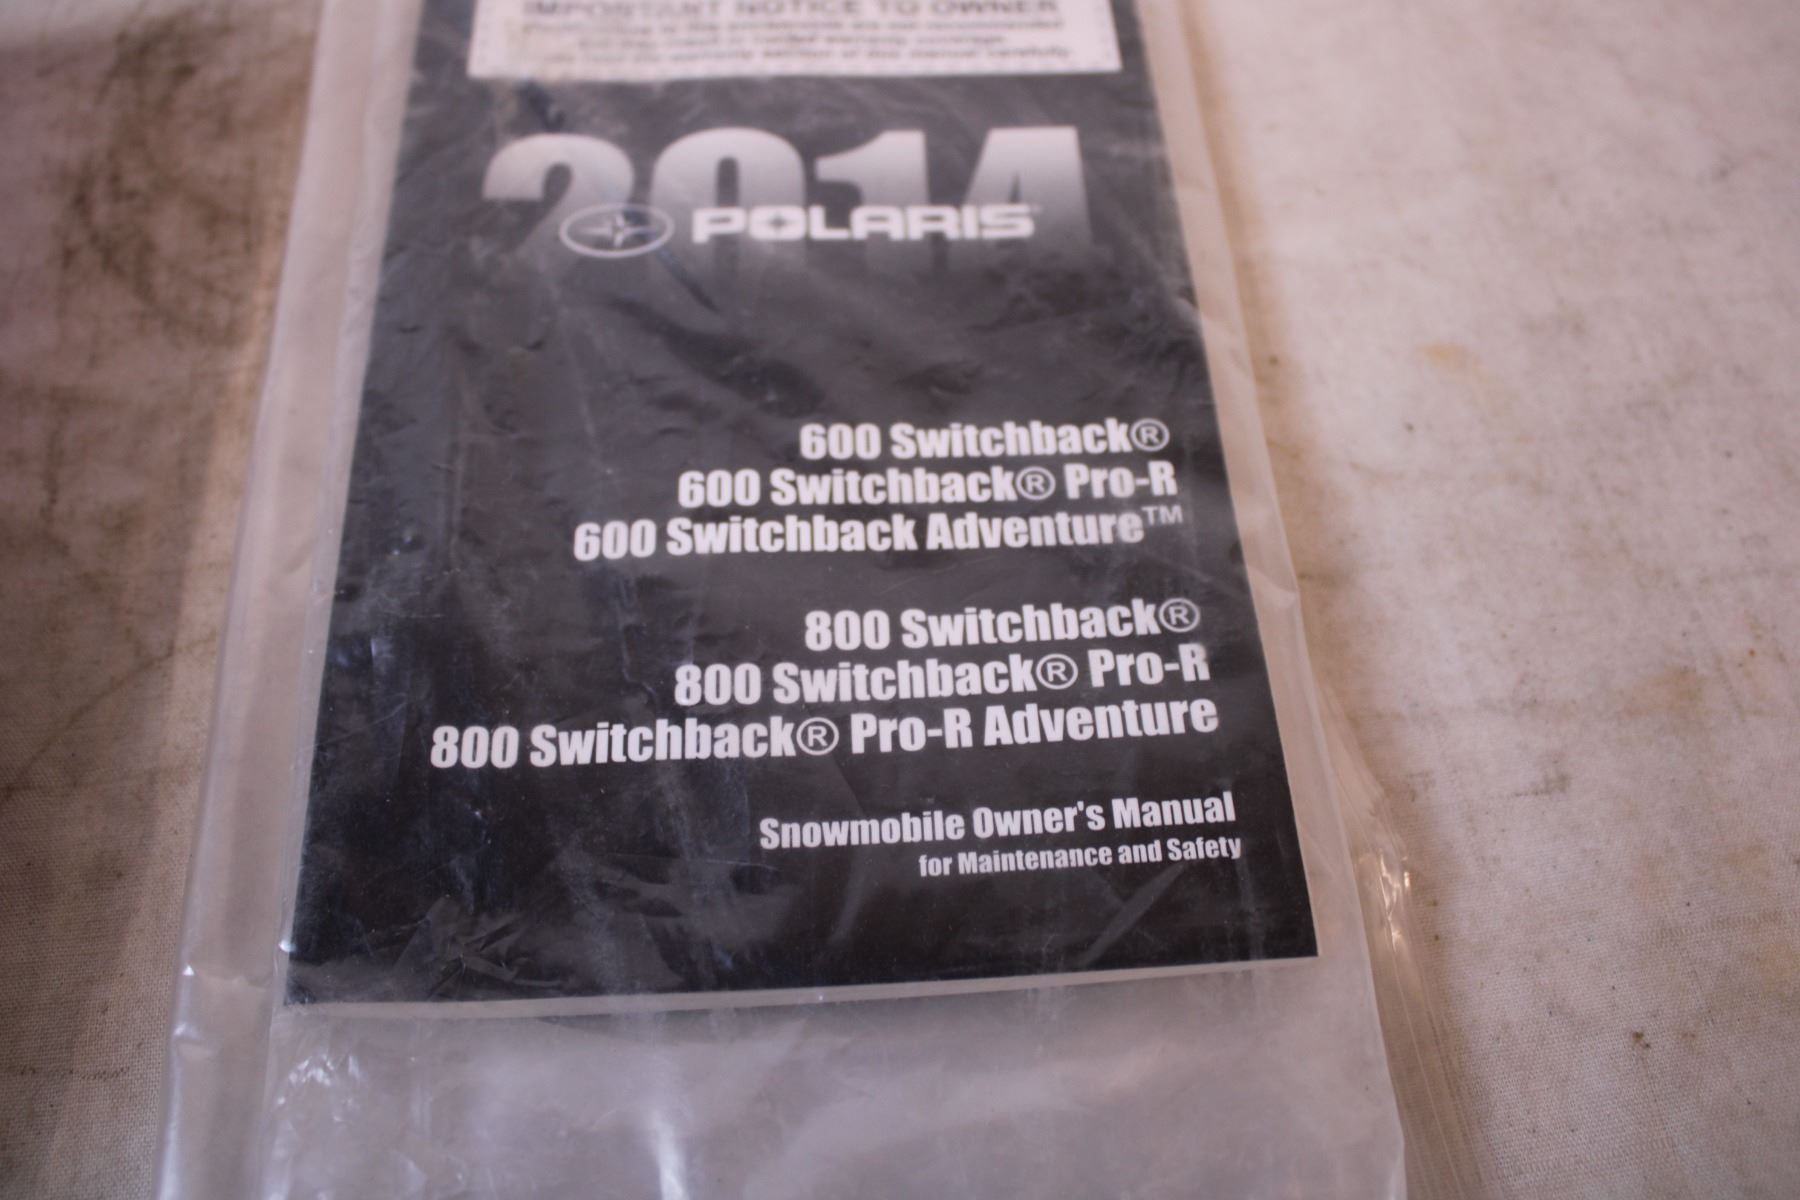 IMPORTANT NOTICE TO OWNER
2014
POLARIS
600 Switchback®
600 Switchback® Pro-R
600 Switchback Adventure™
800 Switchback®
800 Switchback® Pro-R
800 Switchback® Pro-R Adventure
Snowmobile Owner's Manual
for Maintenance and Safety